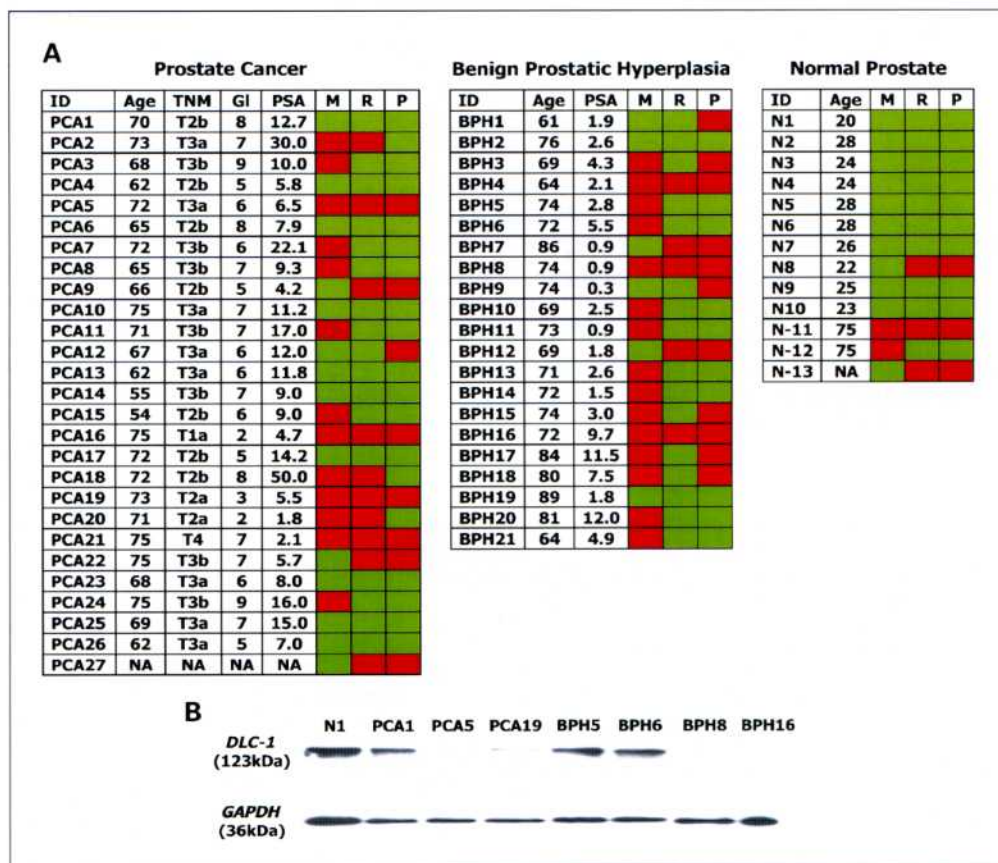 A
Prostate Cancer
ID Age TNM Gl PSA M R P
PCA1 70 T2b 8 12.7
PCA2 73 T3a 7 30.0
PCA3 68 T3b 9 10.0
PCA4 62 T2b 5 5.8
PCA5 72 T3a 6 6.5
PCA6 65 T2b 8 7.9
PCA7 72 T3b 6 22.1
PCA8 65 T3b 7 9.3
PCA9 66 T2b 5 4.2
PCA10 75 T3a 7 11.2
PCA11 71 T3b 7 17.0
PCA12 67 T3a 6 12.0
PCA13 62 T3a 6 11.8
PCA14 55 T3b 7 9.0
PCA15 54 T2b 6 9.0
PCA16 75 T1a 2 4.7
PCA17 72 T2b 5 14.2
PCA18 72 T2b 8 50.0
PCA19 73 T2a 3 5.5
PCA20 71 T2a 2 1.8
PCA21 75 T4 7 2.1
PCA22 75 T3b 7 5.7
PCA23 68 T3a 6 8.0
PCA24 75 T3b 9 16.0
PCA25 69 T3a 7 15.0
PCA26 62 T3a 5 7.0
PCA27 NA NA NA NA
Benign Prostatic Hyperplasia
ID Age PSA M R P
BPH1 61 1.9
BPH2 76 2.6
BPH3 69 4.3
BPH4 64 2.1
BPH5 74 2.8
BPH6 72 5.5
BPH7 86 0.9
BPH8 74 0.9
BPH9 74 0.3
BPH10 69 2.5
BPH11 73 0.9
BPH12 69 1.8
BPH13 71 2.6
BPH14 72 1.5
BPH15 74 3.0
BPH16 72 9.7
BPH17 84 11.5
BPH18 80 7.5
BPH19 89 1.8
BPH20 81 12.0
BPH21 64 4.9
Normal Prostate
ID Age M R P
N1 20
N2 28
N3 24
N4 24
N5 28
N6 28
N7 26
N8 22
N9 25
N10 23
N-11 75
N-12 75
N-13 NA
B
N1 PCA1 PCA5 PCA19 BPH5 BPH6 BPH8 BPH16
DLC-1
(123kDa)
GAPDH
(36kDa)